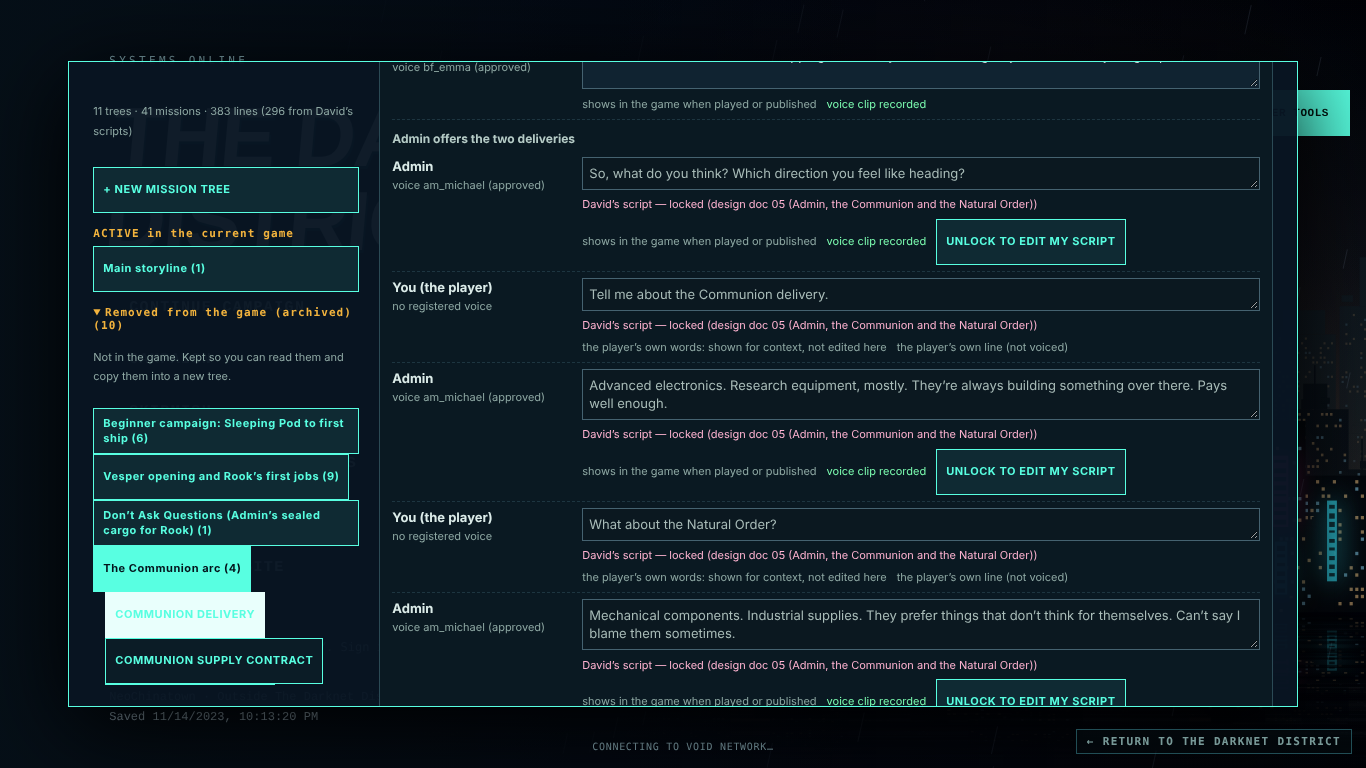 SYSTEMS ONLINE
11 trees · 41 missions · 383 lines (296 from David's
scripts)
+ NEW MISSION TREE
ACTIVE in the current game
Main storyline (1)
▼ Removed from the game (archived)
(10)
Not in the game. Kept so you can read them and
copy them into a new tree.
Beginner campaign: Sleeping Pod to first
ship (6)
Vesper opening and Rook's first jobs (9)
Don't Ask Questions (Admin's sealed
cargo for Rook) (1)
The Communion arc (4)
COMMUNION DELIVERY
COMMUNION SUPPLY CONTRACT
voice bf_emma (approved)
shows in the game when played or published voice clip recorded
Admin offers the two deliveries
Admin
voice am_michael (approved)
So, what do you think? Which direction you feel like heading?
David's script — locked (design doc 05 (Admin, the Communion and the Natural Order))
shows in the game when played or published voice clip recorded UNLOCK TO EDIT MY SCRIPT
You (the player)
no registered voice
Tell me about the Communion delivery.
David's script — locked (design doc 05 (Admin, the Communion and the Natural Order))
the player's own words: shown for context, not edited here the player's own line (not voiced)
Admin
voice am_michael (approved)
Advanced electronics. Research equipment, mostly. They're always building something over there. Pays
well enough.
David's script — locked (design doc 05 (Admin, the Communion and the Natural Order))
shows in the game when played or published voice clip recorded UNLOCK TO EDIT MY SCRIPT
You (the player)
no registered voice
What about the Natural Order?
David's script — locked (design doc 05 (Admin, the Communion and the Natural Order))
the player's own words: shown for context, not edited here the player's own line (not voiced)
Admin
voice am_michael (approved)
Mechanical components. Industrial supplies. They prefer things that don't think for themselves. Can't say I
blame them sometimes.
David's script — locked (design doc 05 (Admin, the Communion and the Natural Order))
shows in the game when played or published voice clip recorded UNLOCK TO EDIT MY SCRIPT
TOOLS
THE DA
DISTRIC
Saved 11/14/2023, 10:13:20 PM
CONNECTING TO VOID NETWORK…
← RETURN TO THE DARKNET DISTRICT